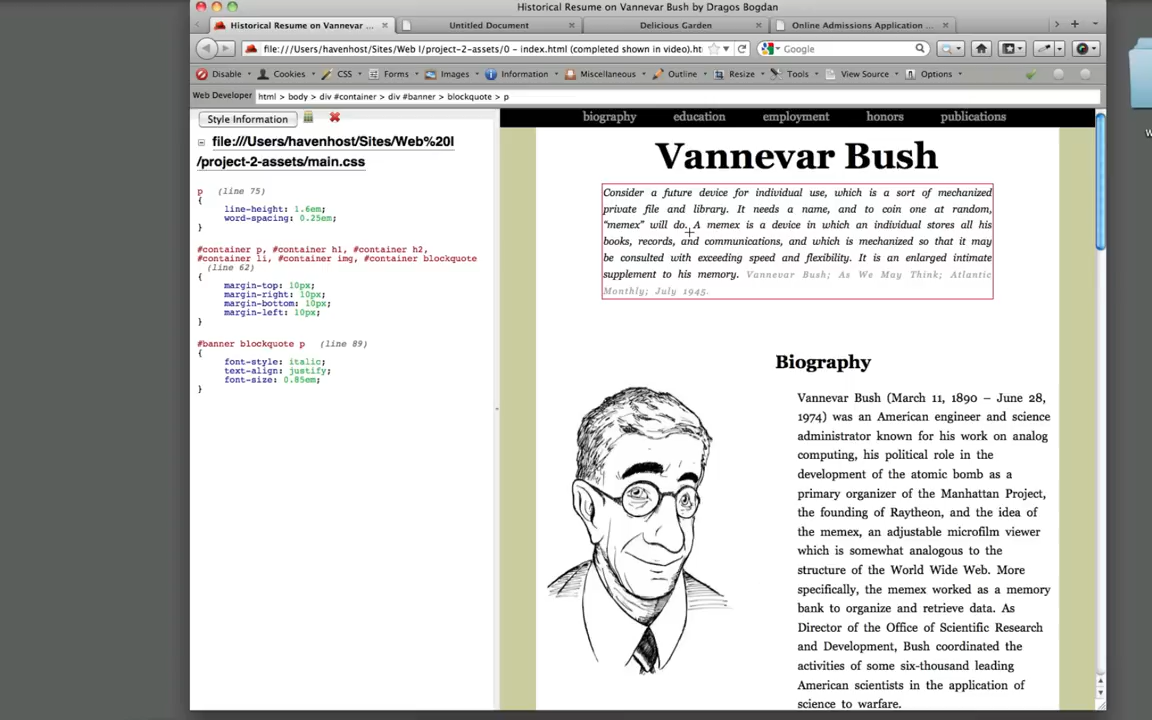 Historical Resume on Vannevar Bush by Dragos Bogdan
Historical Resume on Vannevar ...
Untitled Document
Delicious Garden
Online Admissions Application ...
file:///Users/havenhost/Sites/Web I/project-2-assets/0 - index.html (completed shown in video).ht
Google
Disable
Cookies
CSS
Forms
Images
Information
Miscellaneous
Outline
Resize
Tools
View Source
Options
Web Developer
html > body > div #container > div #banner > blockquote > p
Style Information
file:///Users/havenhost/Sites/Web%20I
/project-2-assets/main.css
p (line 75)
{
line-height: 1.6em;
word-spacing: 0.25em;
}
#container p, #container h1, #container h2,
#container li, #container img, #container blockquote
(line 62)
{
margin-top: 10px;
margin-right: 10px;
margin-bottom: 10px;
margin-left: 10px;
}
#banner blockquote p (line 89)
{
font-style: italic;
text-align: justify;
font-size: 0.85em;
}
biography education employment honors publications
Vannevar Bush
Consider a future device for individual use, which is a sort of mechanized
private file and library. It needs a name, and to coin one at random,
“memex” will do. A memex is a device in which an individual stores all his
books, records, and communications, and which is mechanized so that it may
be consulted with exceeding speed and flexibility. It is an enlarged intimate
supplement to his memory. Vannevar Bush; As We May Think; Atlantic
Monthly; July 1945.
Biography
Vannevar Bush (March 11, 1890 – June 28,
1974) was an American engineer and science
administrator known for his work on analog
computing, his political role in the
development of the atomic bomb as a
primary organizer of the Manhattan Project,
the founding of Raytheon, and the idea of
the memex, an adjustable microfilm viewer
which is somewhat analogous to the
structure of the World Wide Web. More
specifically, the memex worked as a memory
bank to organize and retrieve data. As
Director of the Office of Scientific Research
and Development, Bush coordinated the
activities of some six-thousand leading
American scientists in the application of
science to warfare.